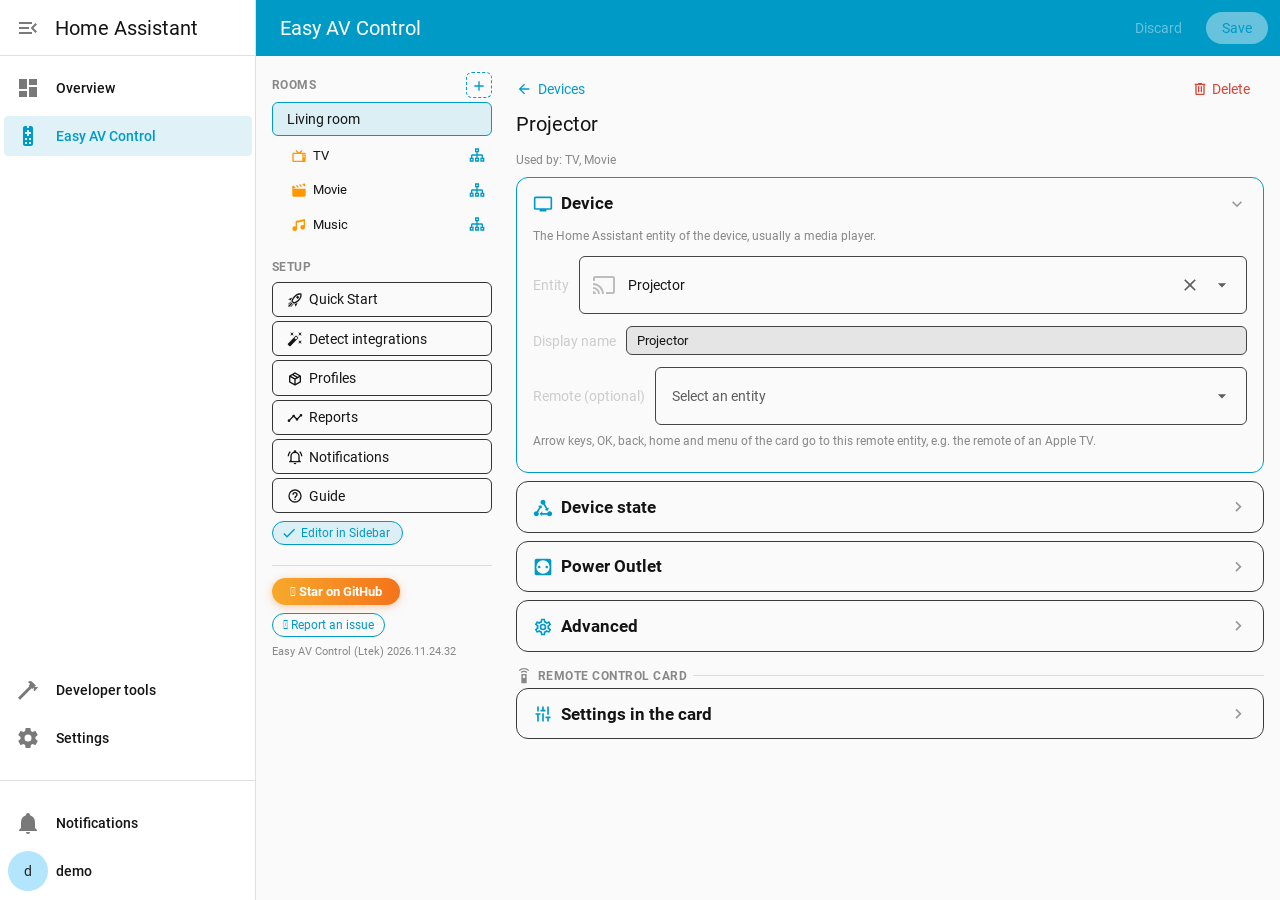 Home Assistant
Easy AV Control
Discard
Save
Overview
Easy AV Control
Developer tools
Settings
Notifications
d
demo
ROOMS
Living room
TV
Movie
Music
SETUP
Quick Start
Detect integrations
Profiles
Reports
Notifications
Guide
Editor in Sidebar
Star on GitHub
Report an issue
Easy AV Control (Ltek) 2026.11.24.32
Devices
Delete
Projector
Used by: TV, Movie
Device
The Home Assistant entity of the device, usually a media player.
Entity
Projector
Display name
Projector
Remote (optional)
Select an entity
Arrow keys, OK, back, home and menu of the card go to this remote entity, e.g. the remote of an Apple TV.
Device state
Power Outlet
Advanced
REMOTE CONTROL CARD
Settings in the card